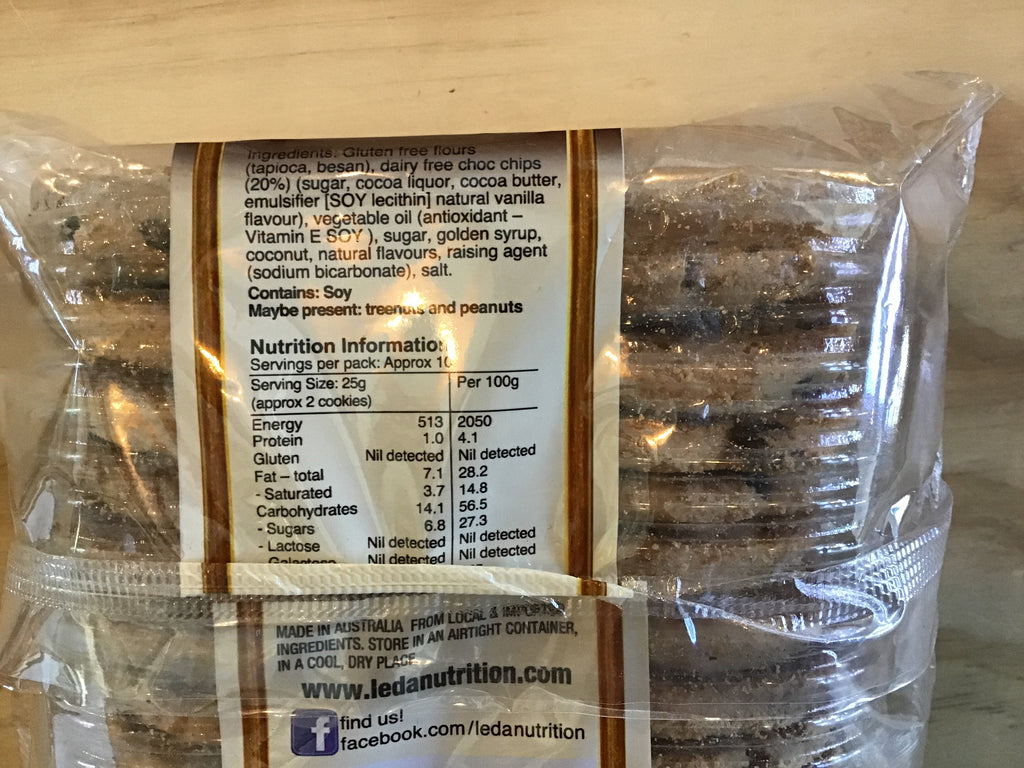 Ingredients: Gluten free flours
(tapioca, besan), dairy free choc chips
(20%) (sugar, cocoa liquor, cocoa butter,
emulsifier [SOY lecithin] natural vanilla
flavour), vegetable oil (antioxidant –
Vitamin E SOY ), sugar, golden syrup,
coconut, natural flavours, raising agent
(sodium bicarbonate), salt.
Contains: Soy
Maybe present: treenuts and peanuts
Nutrition Information
Servings per pack: Approx
Serving Size: 25g Per 100g
(approx 2 cookies)
Energy 513 2050
Protein 1.0 4.1
Gluten Nil detected Nil detected
Fat – total 7.1 28.2
- Saturated 3.7 14.8
Carbohydrates 14.1 56.5
- Sugars 6.8 27.3
- Lactose Nil detected Nil detected
Galactose Nil detected Nil detected
MADE IN AUSTRALIA FROM LOCAL & IMPORTED
INGREDIENTS. STORE IN AN AIRTIGHT CONTAINER,
IN A COOL, DRY PLACE
www.ledanutrition.com
f find us!
facebook.com/ledanutrition